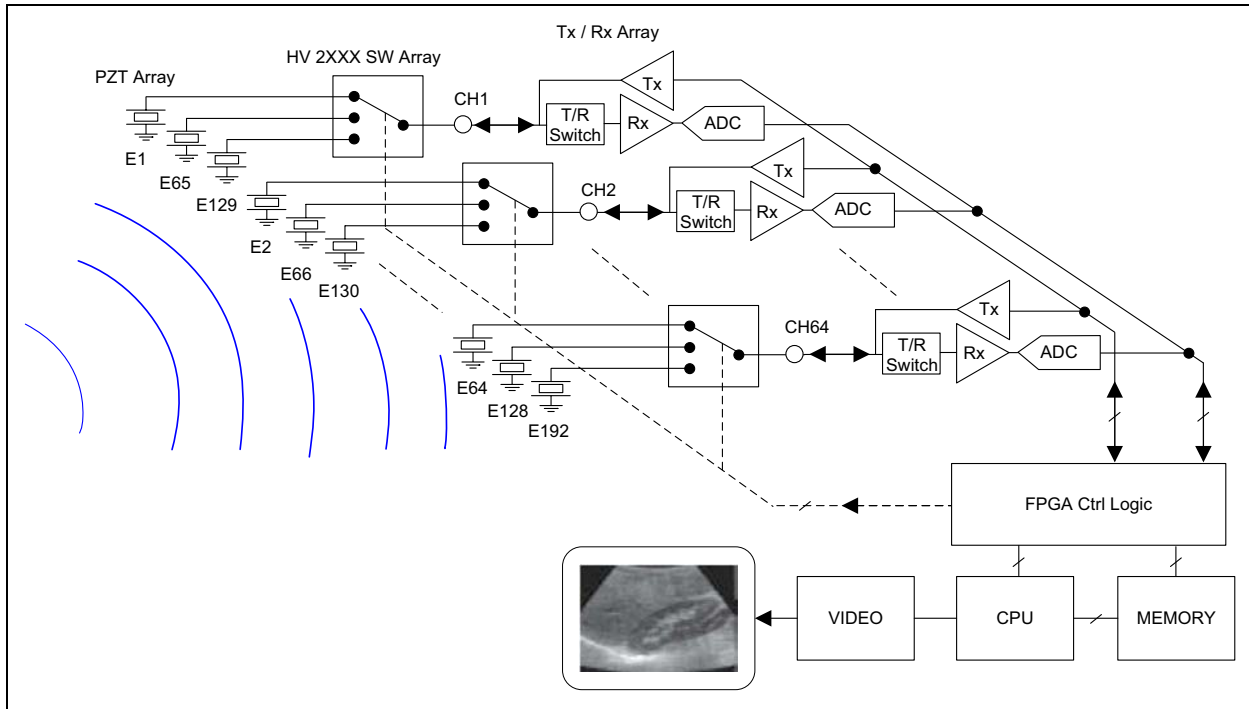 Tx / Rx Array
HV 2XXX SW Array
PZT Array
Tx
CH1
T/R
Switch
Rx
ADC
E1
E65
E129
Tx
CH2
T/R
Switch
Rx
ADC
E2
E66
E130
Tx
CH64
T/R
Switch
Rx
ADC
E64
E128
E192
FPGA Ctrl Logic
VIDEO
CPU
MEMORY